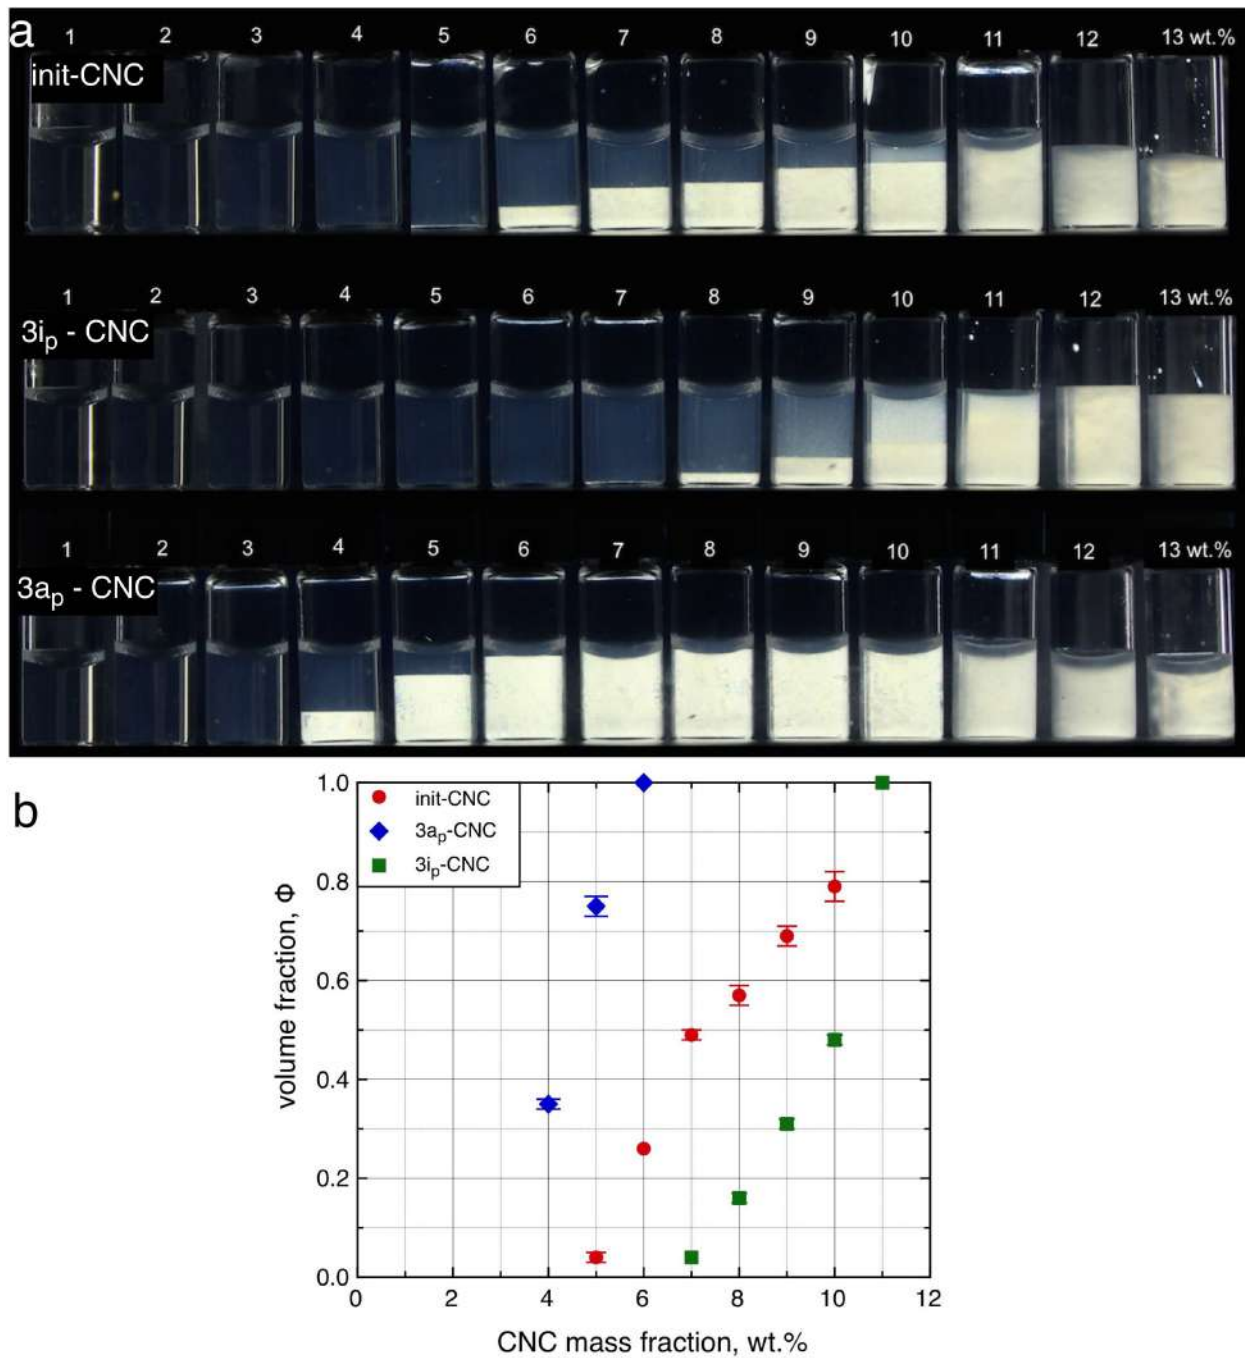 a
1 2 3 4 5 6 7 8 9 10 11 12 13 wt.%
init-CNC
1 2 3 4 5 6 7 8 9 10 11 12 13 wt.%
3iₚ - CNC
1 2 3 4 5 6 7 8 9 10 11 12 13 wt.%
3aₚ - CNC
b
init-CNC
3aₚ-CNC
3iₚ-CNC
volume fraction, Φ
1.0
0.8
0.6
0.4
0.2
0.0
0 2 4 6 8 10 12
CNC mass fraction, wt.%